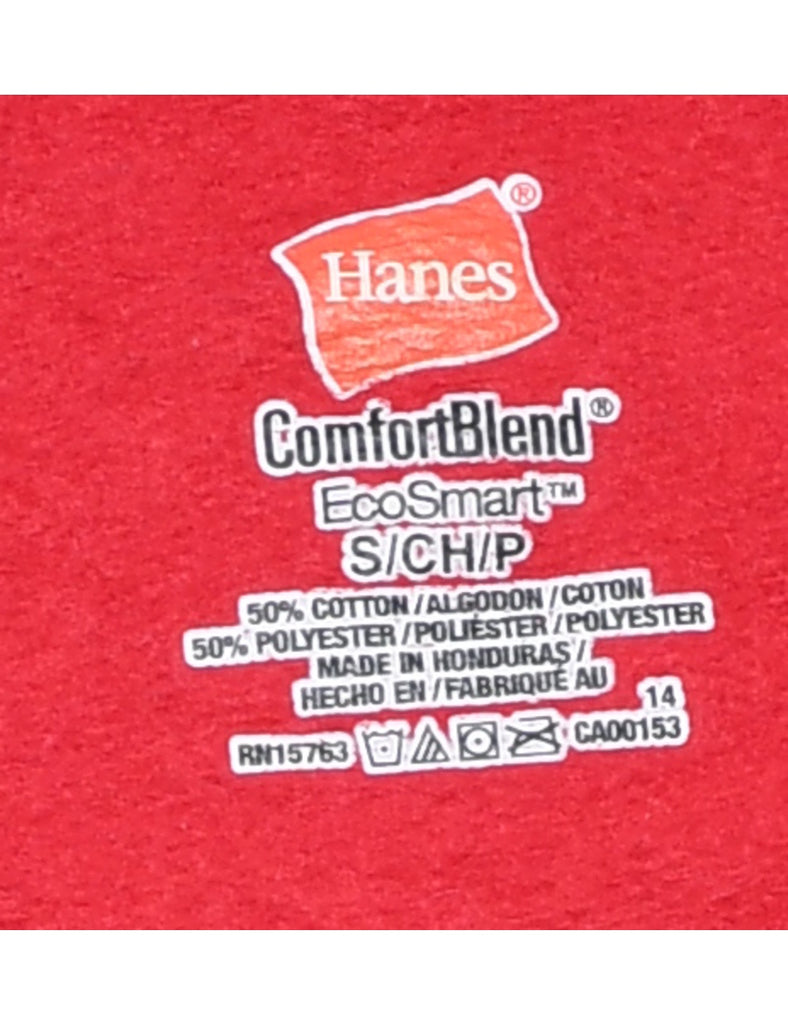 Hanes®
ComfortBlend®
EcoSmart™
S/CH/P
50% COTTON/ALGODON/COTON
50% POLYESTER/POLIÉSTER/POLYESTER
MADE IN HONDURAS/
HECHO EN/FABRIQUÉ AU
14
RN15763 CA00153